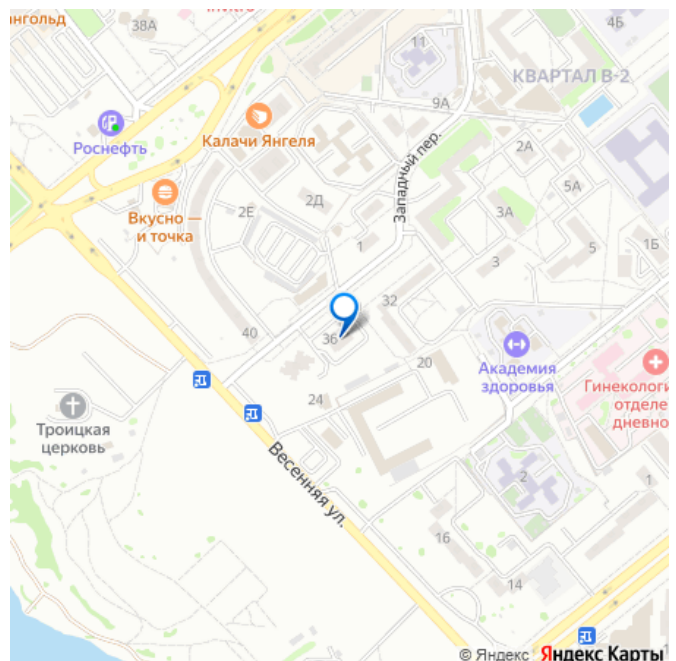 нгольд
38А
4Б
11
КВАРТАЛ В-2
9А
Роснефть
Калачи Янгеля
Западный пер.
2А
5А
2Д
2Е
3А
Вкусно —
и точка
1
5
1Б
3
32
36
40
20
Академия
здоровья
Гинекологи
отделе
дневно
24
Троицкая
церковь
Весенняя ул.
2
1
16
14
© Яндекс Яндекс Карты